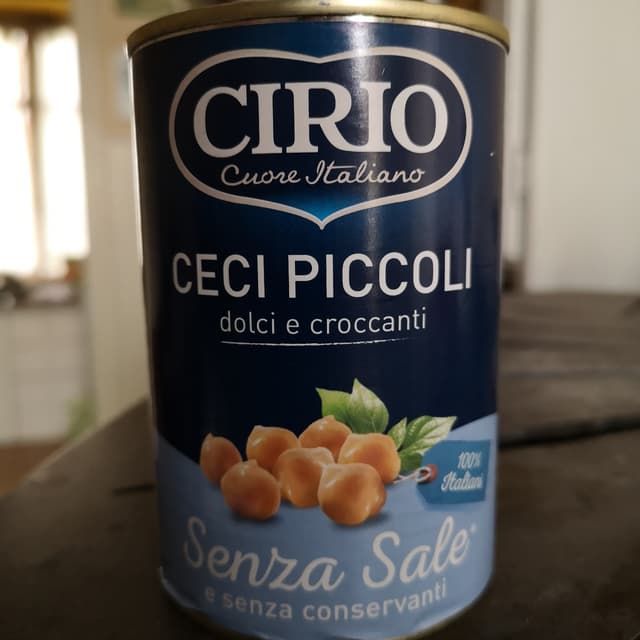 CIRIO
Cuore Italiano
CECI PICCOLI
dolci e croccanti
100%
Italiani
Senza Sale*
e senza conservanti